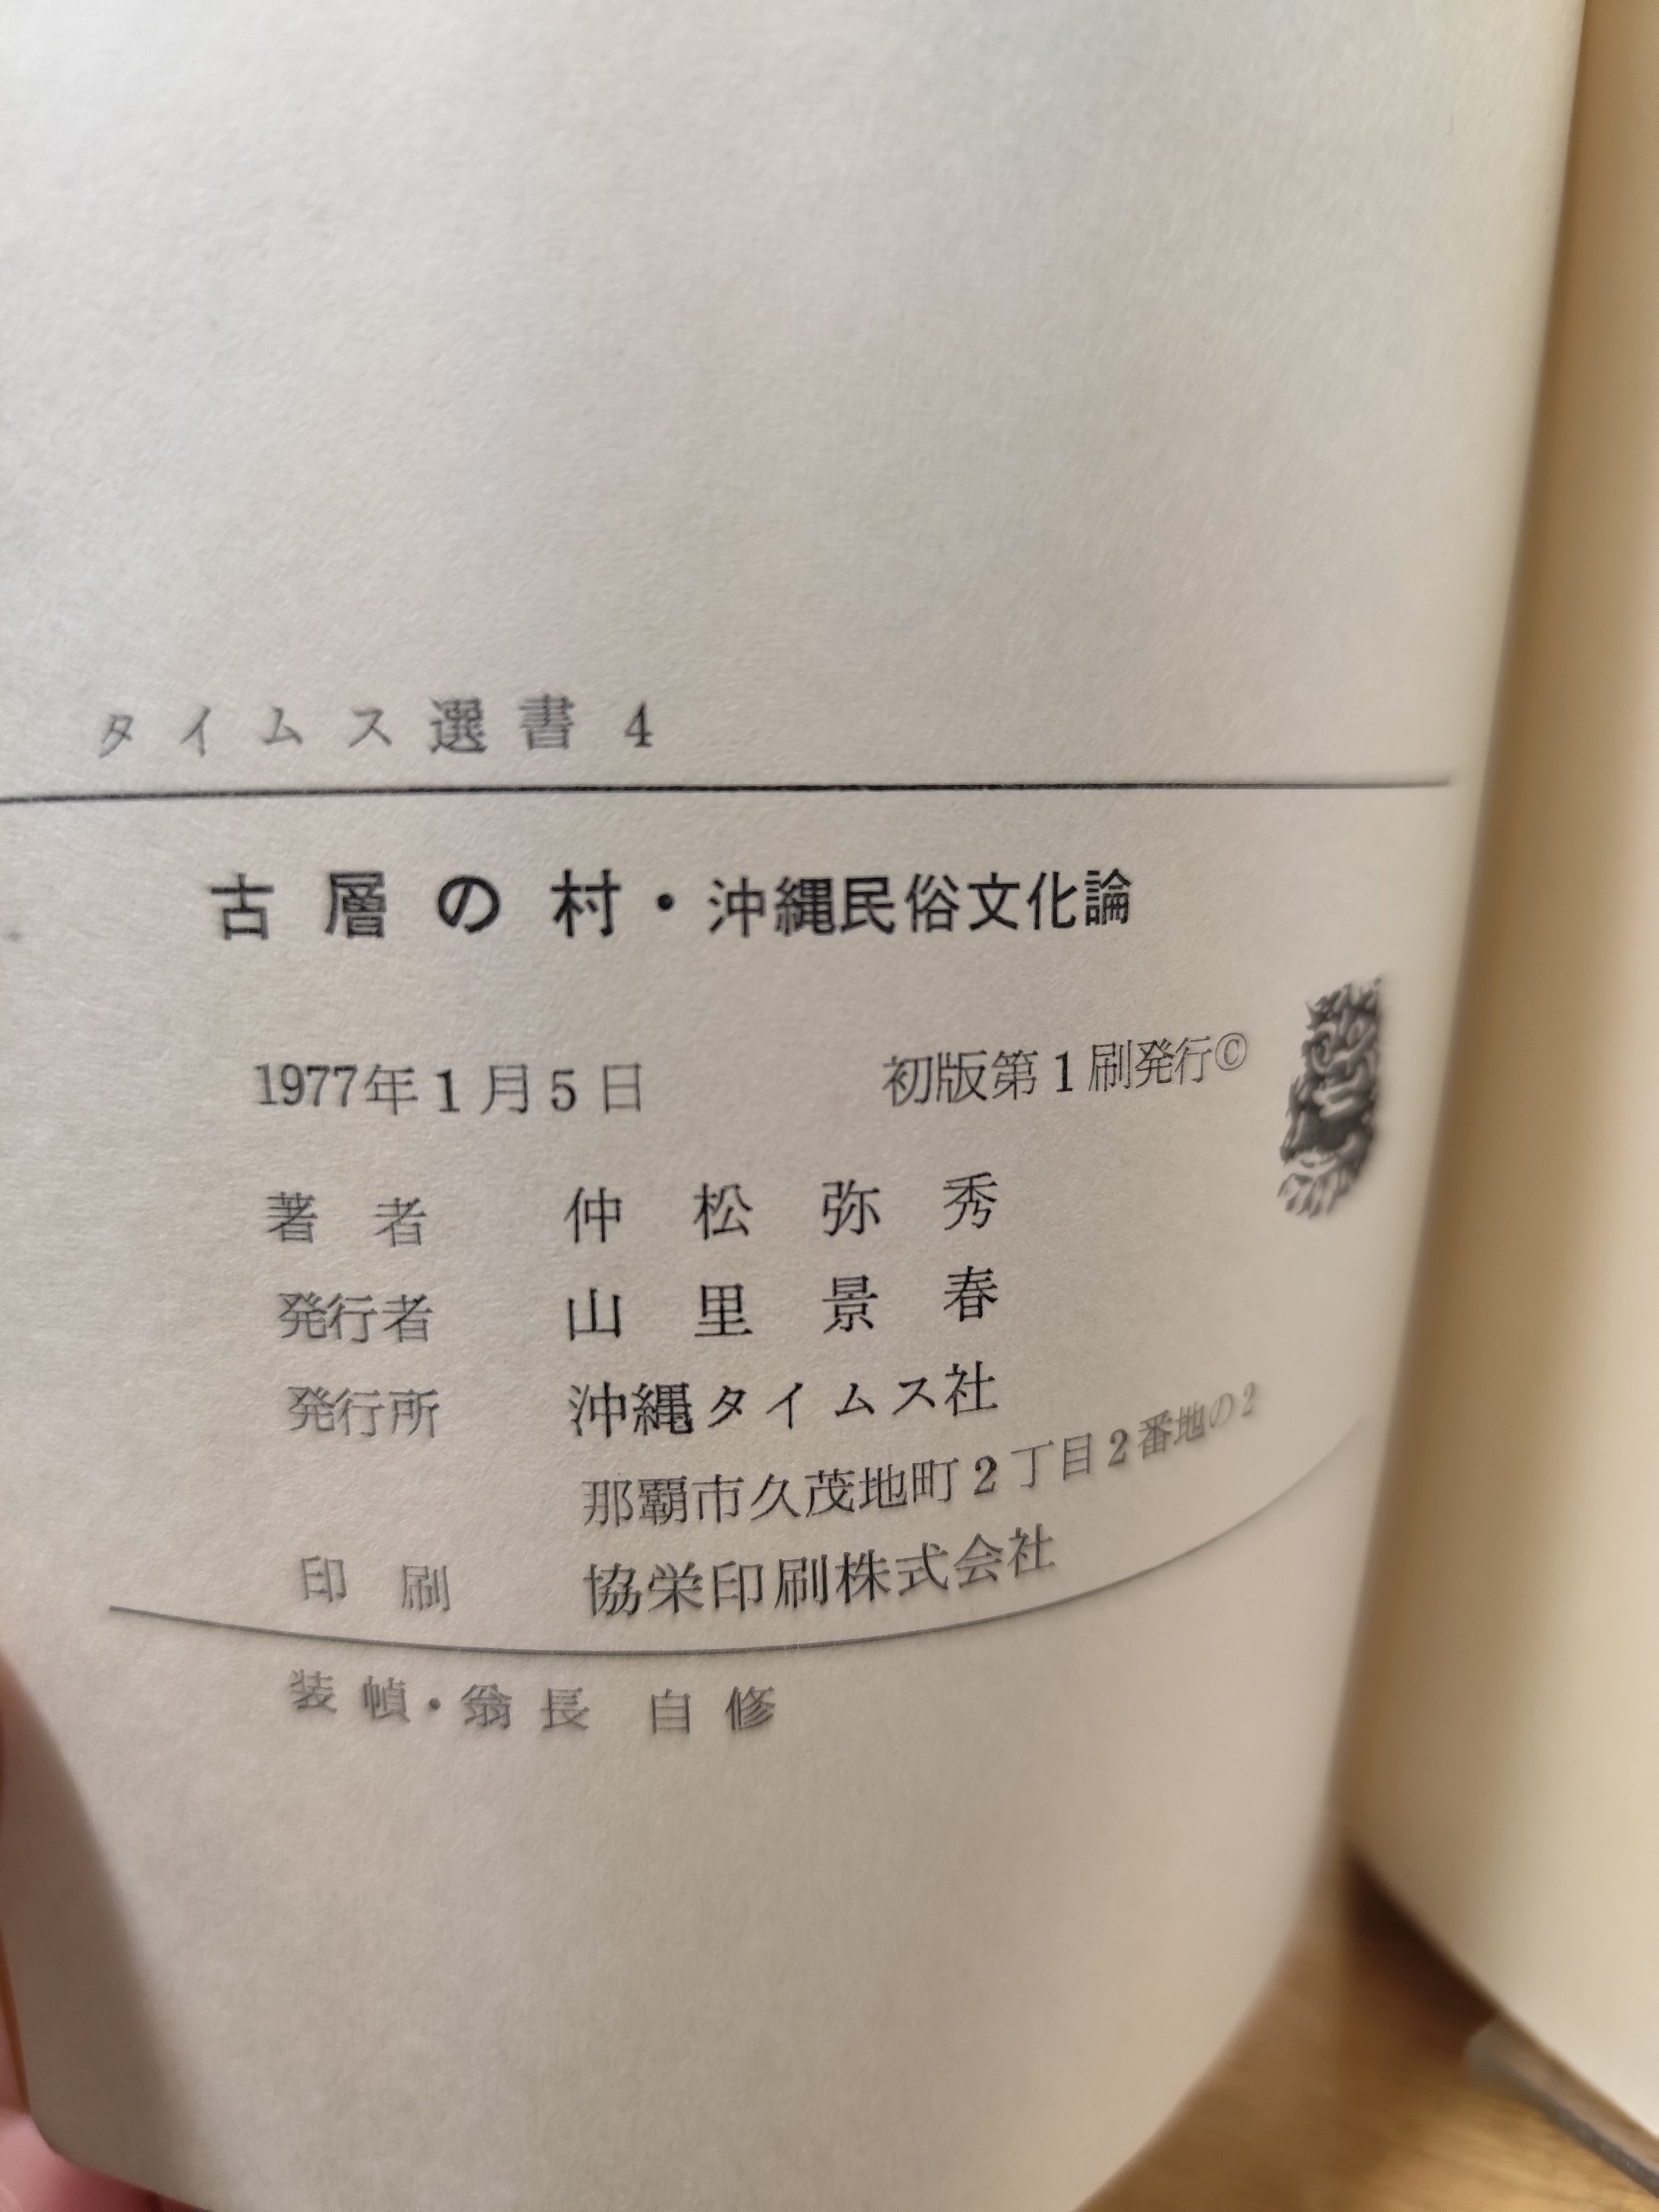 タイムス選書 4
古層の村・沖縄民俗文化論
1977年1月5日 初版第1刷発行©
著者 仲松弥秀
発行者 山里景春
発行所 沖縄タイムス社
那覇市久茂地町2丁目2番地の2
印刷 協栄印刷株式会社
装幀・翁長 自修